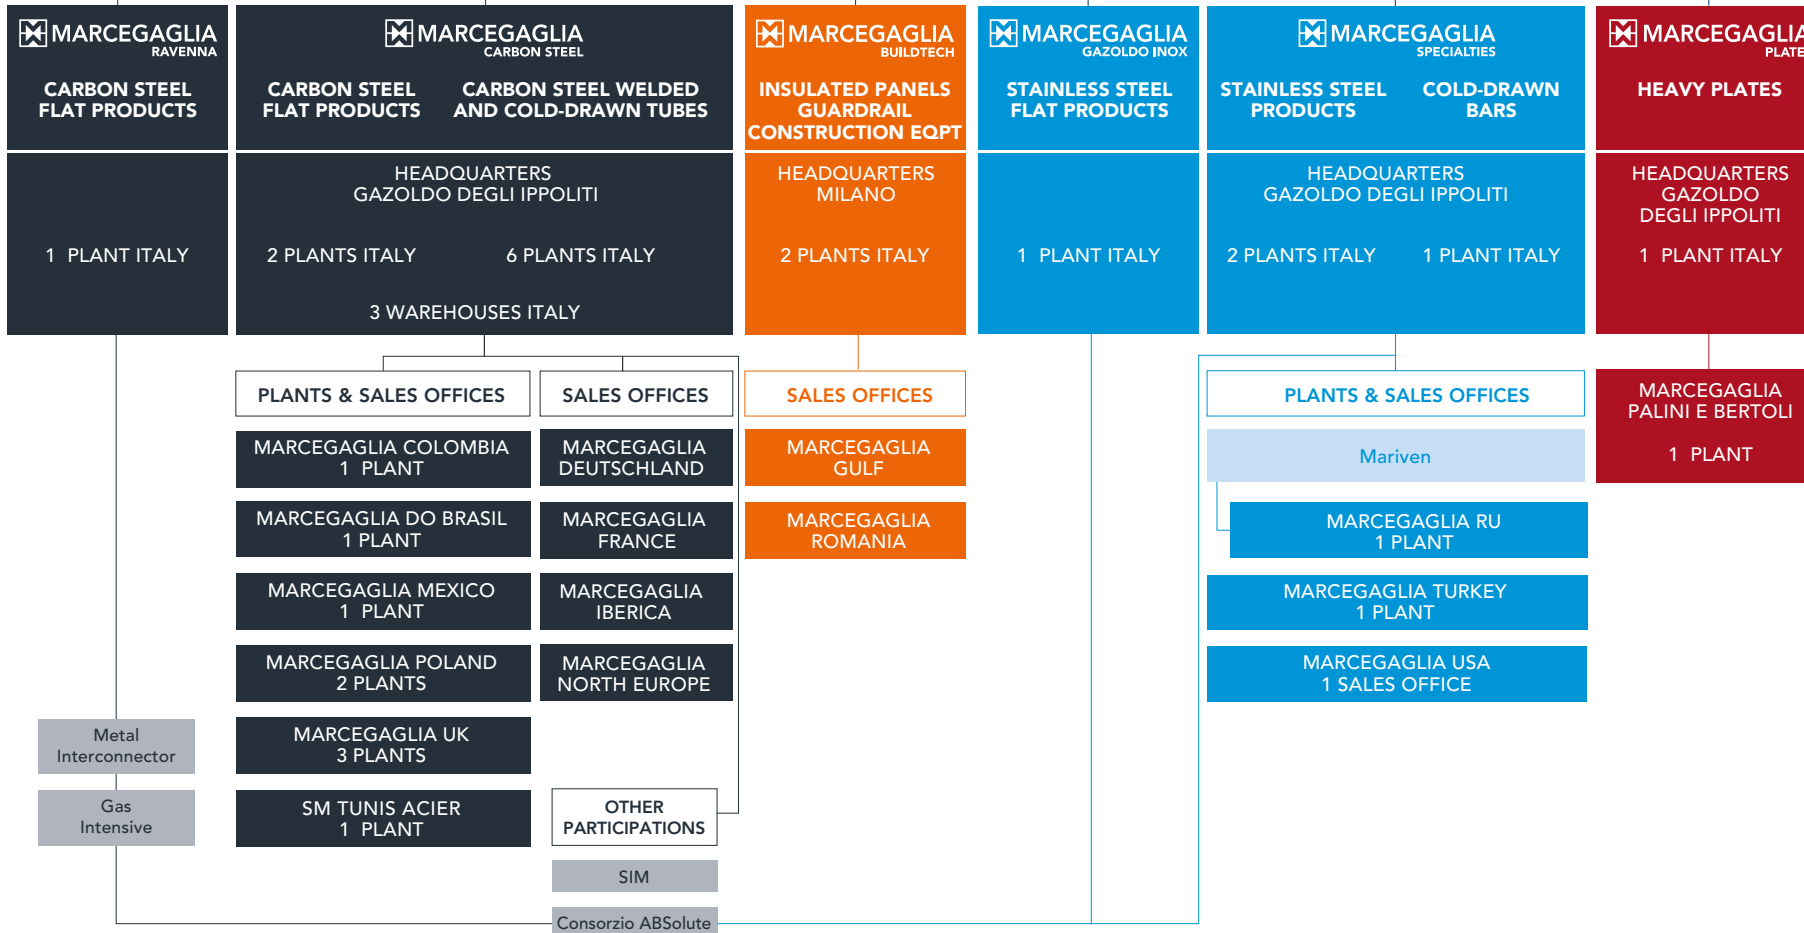 MARCEGAGLIA
RAVENNA
CARBON STEEL
FLAT PRODUCTS
1 PLANT ITALY
Metal
Interconnector
Gas
Intensive
MARCEGAGLIA
CARBON STEEL
CARBON STEEL
FLAT PRODUCTS
CARBON STEEL WELDED
AND COLD-DRAWN TUBES
HEADQUARTERS
GAZOLDO DEGLI IPPOLITI
2 PLANTS ITALY
6 PLANTS ITALY
3 WAREHOUSES ITALY
PLANTS & SALES OFFICES
MARCEGAGLIA COLOMBIA
1 PLANT
MARCEGAGLIA DO BRASIL
1 PLANT
MARCEGAGLIA MEXICO
1 PLANT
MARCEGAGLIA POLAND
2 PLANTS
MARCEGAGLIA UK
3 PLANTS
SM TUNIS ACIER
1 PLANT
SALES OFFICES
MARCEGAGLIA
DEUTSCHLAND
MARCEGAGLIA
FRANCE
MARCEGAGLIA
IBERICA
MARCEGAGLIA
NORTH EUROPE
OTHER
PARTICIPATIONS
SIM
Consorzio ABSolute
MARCEGAGLIA
BUILDTECH
INSULATED PANELS
GUARDRAIL
CONSTRUCTION EQPT
HEADQUARTERS
MILANO
2 PLANTS ITALY
SALES OFFICES
MARCEGAGLIA
GULF
MARCEGAGLIA
ROMANIA
MARCEGAGLIA
GAZOLDO INOX
STAINLESS STEEL
FLAT PRODUCTS
1 PLANT ITALY
MARCEGAGLIA
SPECIALTIES
STAINLESS STEEL
PRODUCTS
COLD-DRAWN
BARS
HEADQUARTERS
GAZOLDO DEGLI IPPOLITI
2 PLANTS ITALY
1 PLANT ITALY
PLANTS & SALES OFFICES
Mariven
MARCEGAGLIA RU
1 PLANT
MARCEGAGLIA TURKEY
1 PLANT
MARCEGAGLIA USA
1 SALES OFFICE
MARCEGAGLIA
PLATE
HEAVY PLATES
HEADQUARTERS
GAZOLDO
DEGLI IPPOLITI
1 PLANT ITALY
MARCEGAGLIA
PALINI E BERTOLI
1 PLANT